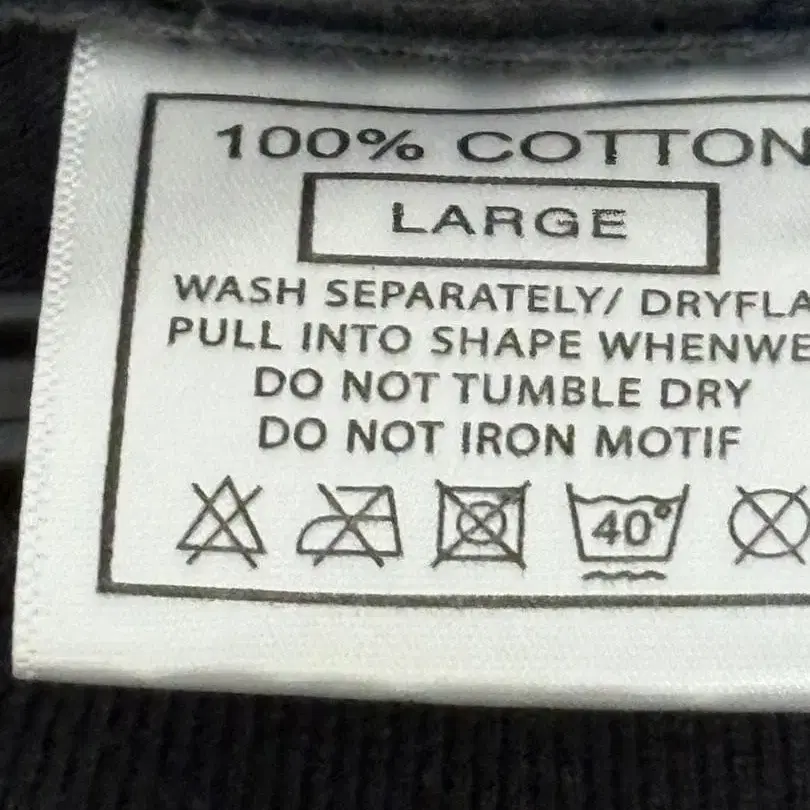 100% COTTON
LARGE
WASH SEPARATELY/ DRYFLA
PULL INTO SHAPE WHENWE
DO NOT TUMBLE DRY
DO NOT IRON MOTIF
40°